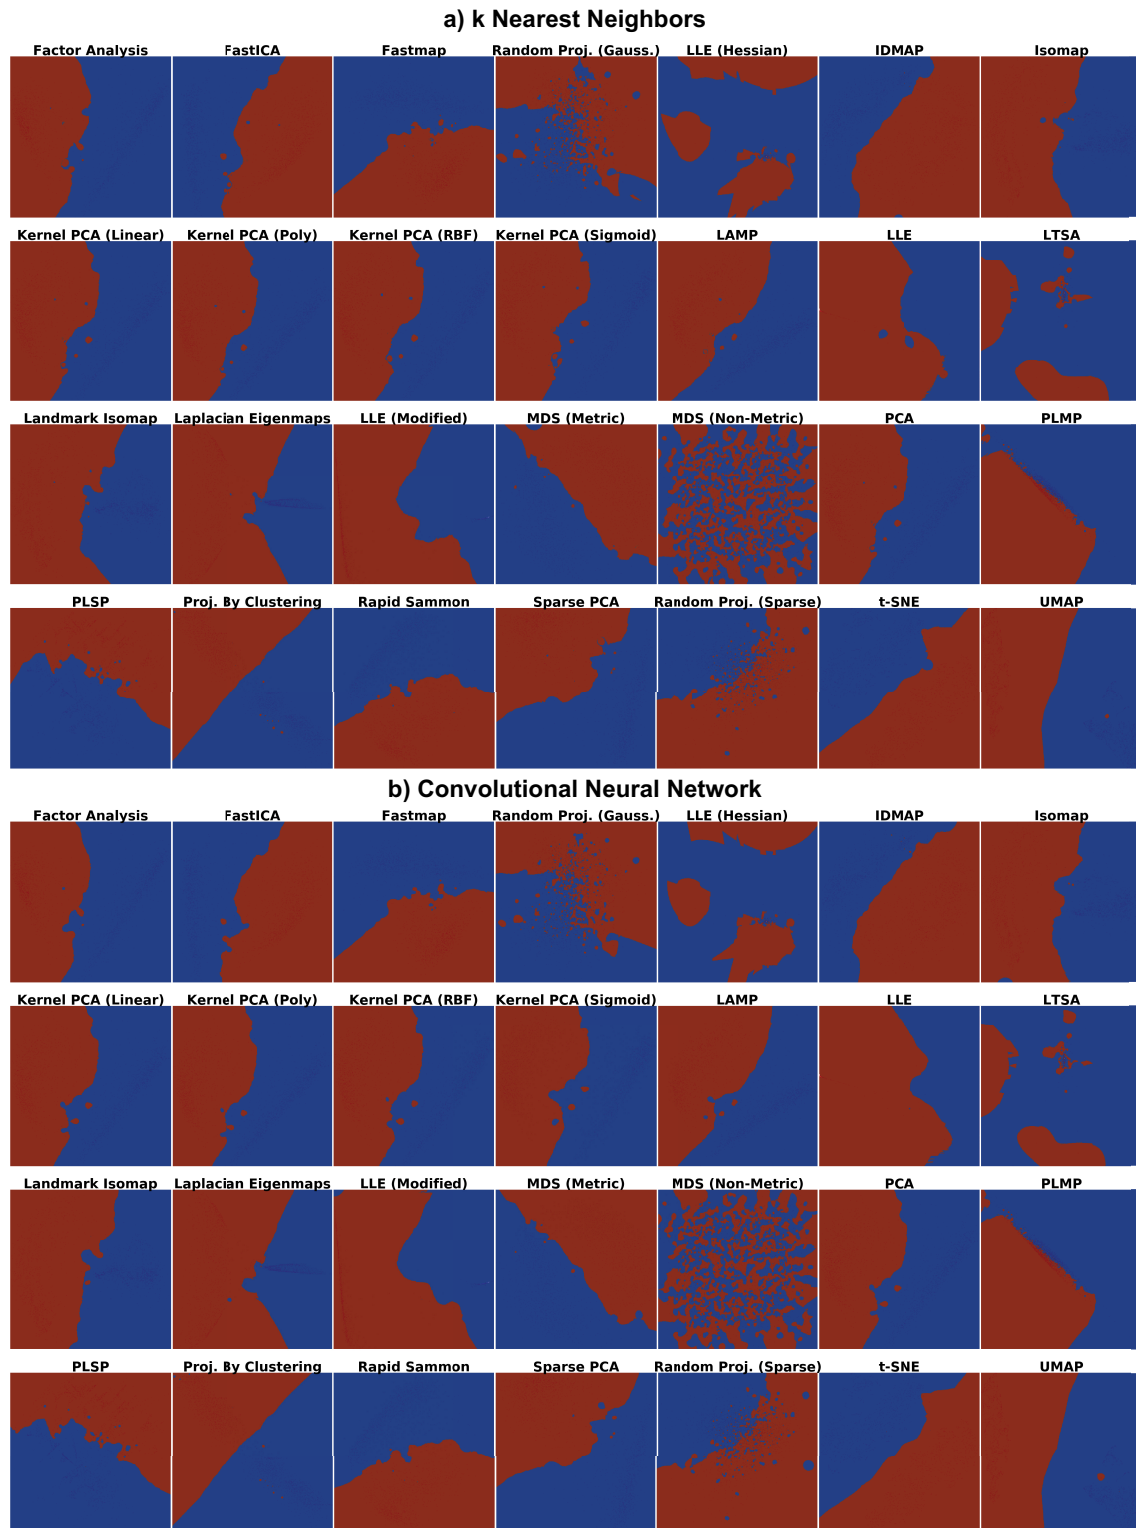 a) k Nearest Neighbors
Factor Analysis FastICA Fastmap Random Proj. (Gauss.) LLE (Hessian) IDMAP Isomap
Kernel PCA (Linear) Kernel PCA (Poly) Kernel PCA (RBF) Kernel PCA (Sigmoid) LAMP LLE LTSA
Landmark Isomap Laplacian Eigenmaps LLE (Modified) MDS (Metric) MDS (Non-Metric) PCA PLMP
PLSP Proj. By Clustering Rapid Sammon Sparse PCA Random Proj. (Sparse) t-SNE UMAP
b) Convolutional Neural Network
Factor Analysis FastICA Fastmap Random Proj. (Gauss.) LLE (Hessian) IDMAP Isomap
Kernel PCA (Linear) Kernel PCA (Poly) Kernel PCA (RBF) Kernel PCA (Sigmoid) LAMP LLE LTSA
Landmark Isomap Laplacian Eigenmaps LLE (Modified) MDS (Metric) MDS (Non-Metric) PCA PLMP
PLSP Proj. By Clustering Rapid Sammon Sparse PCA Random Proj. (Sparse) t-SNE UMAP